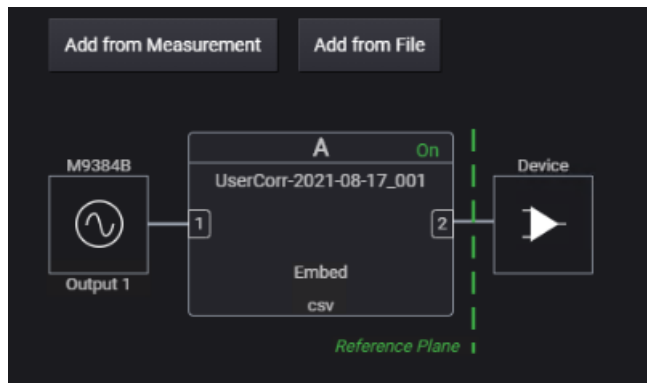 Add from Measurement
Add from File
A
On
M9384B
UserCorr-2021-08-17_001
Device
1
2
Output 1
Embed
csv
Reference Plane